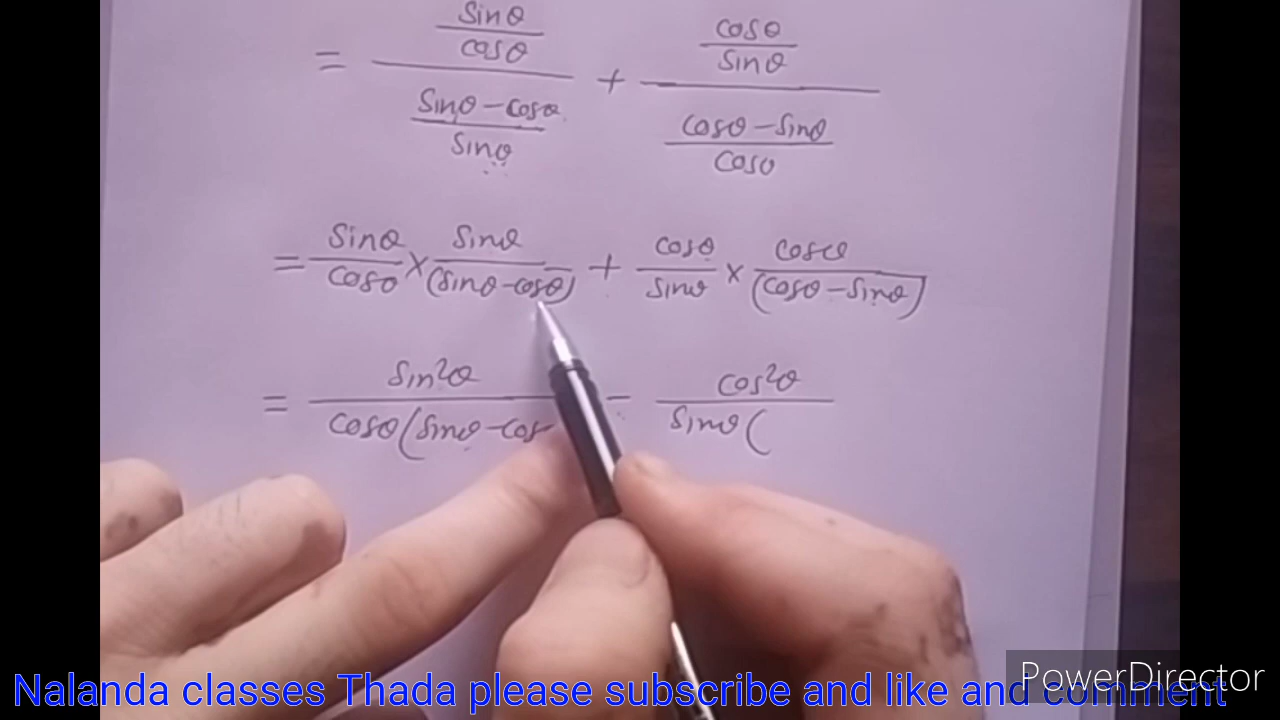 = sinθ/cosθ / (sinθ - cosθ)/sinθ + cosθ/sinθ / (cosθ - sinθ)/cosθ
= sinθ/cosθ × sinθ/(sinθ - cosθ) + cosθ/sinθ × cosθ/(cosθ - sinθ)
= sin²θ/cosθ(sinθ - cos - cos²θ/sinθ(
PowerDirector
Nalanda classes Thada please subscribe and like and comment